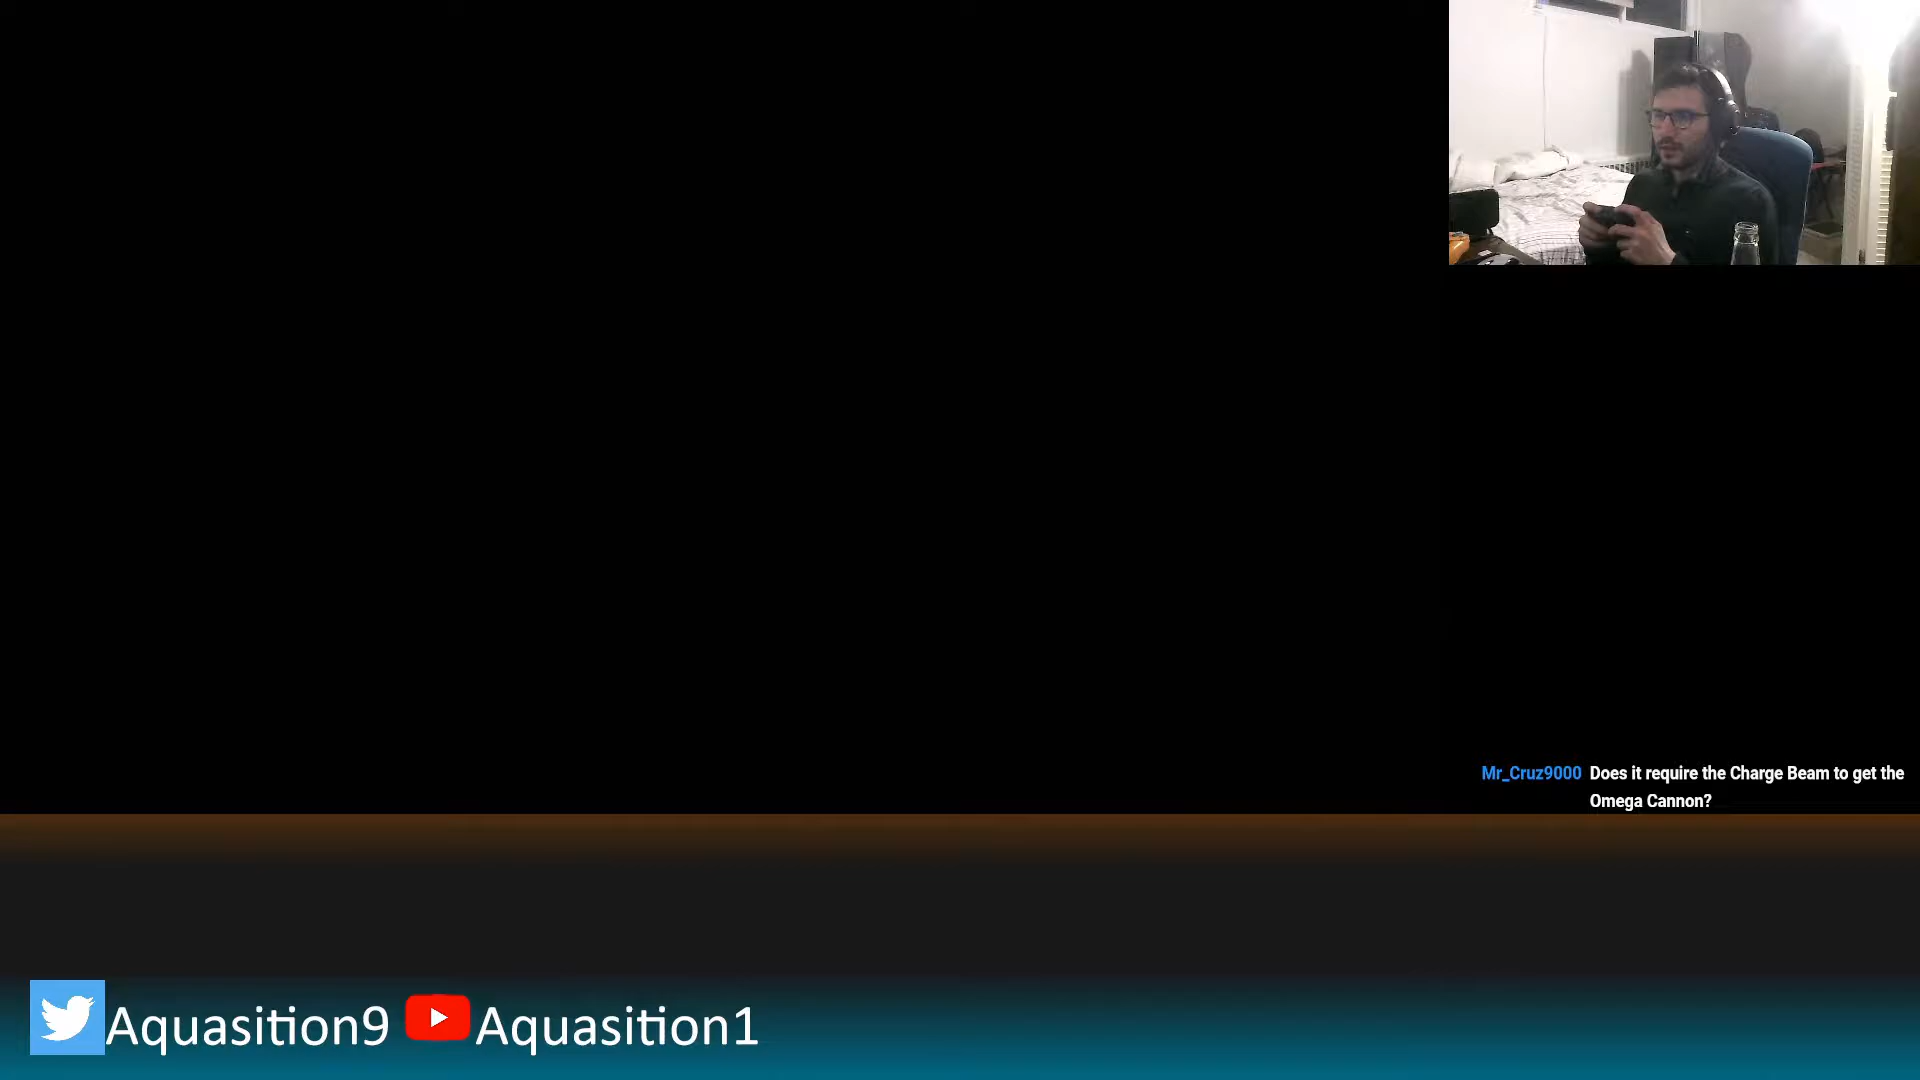 Mr_Cruz9000 Does it require the Charge Beam to get the
Omega Cannon?
Aquasition9 Aquasition1